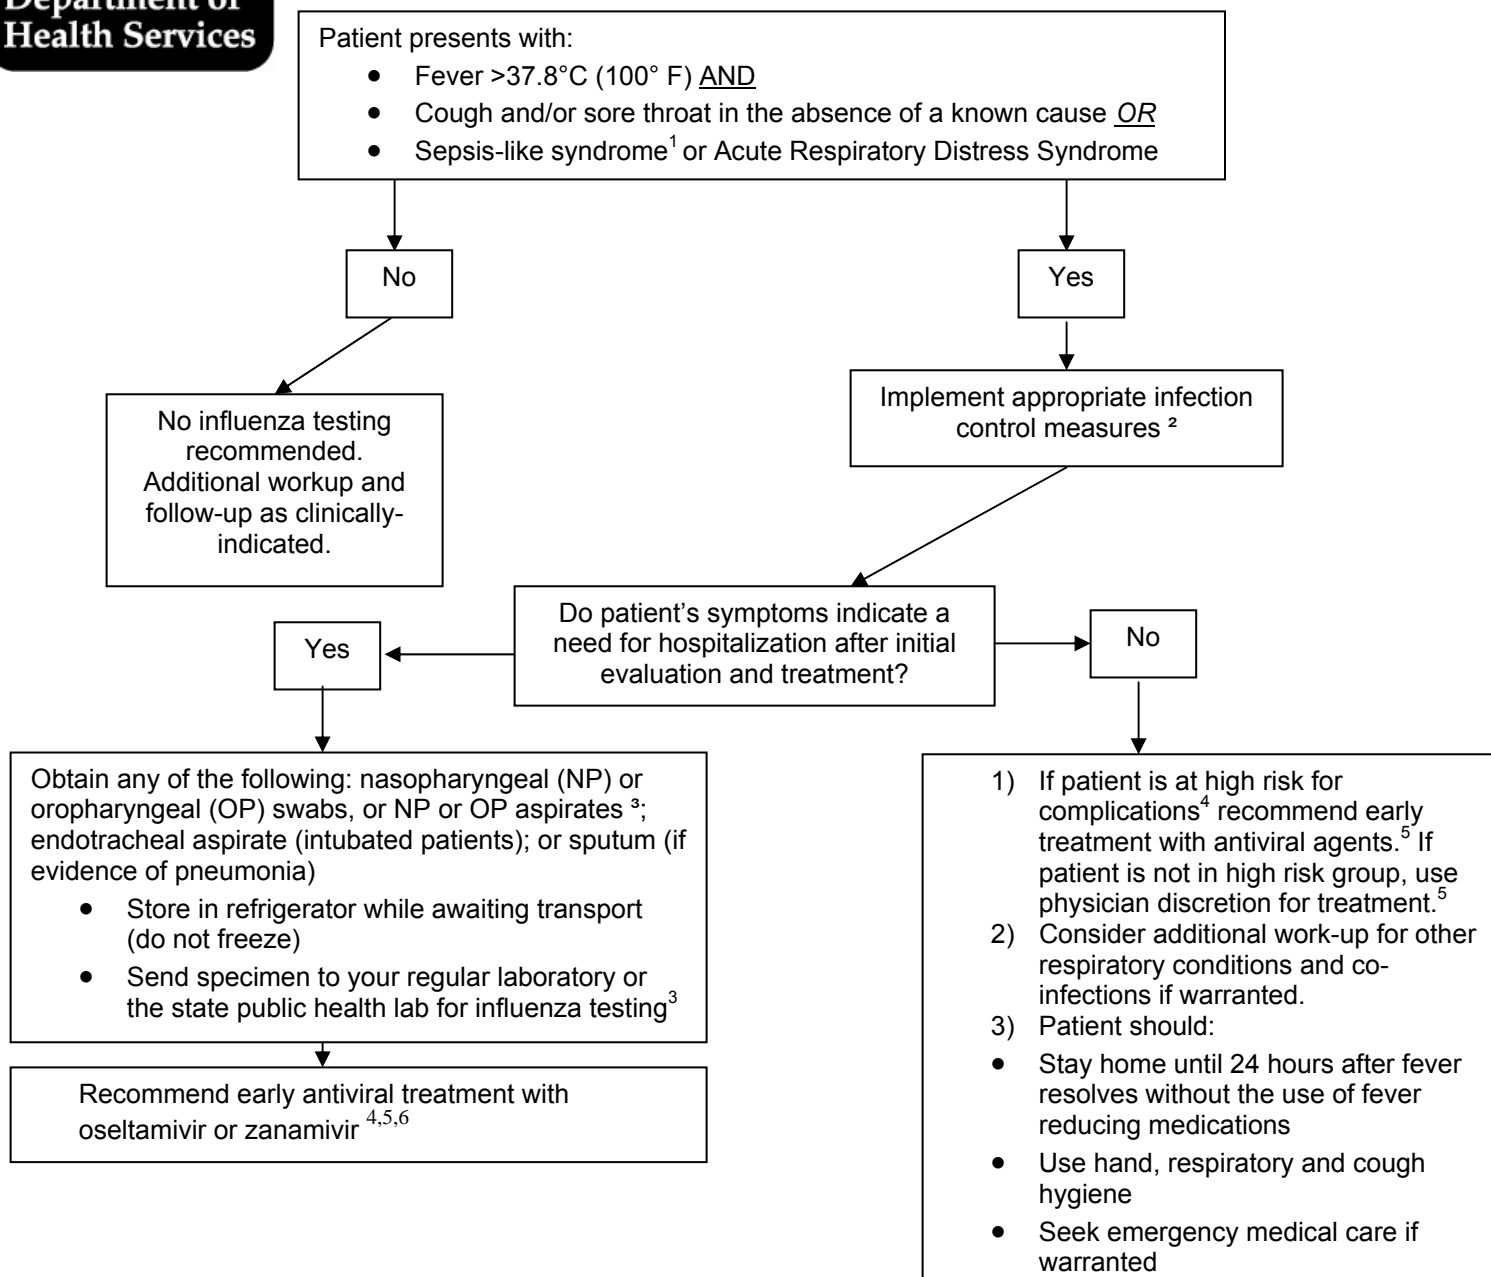 Department of
Health Services
Patient presents with:
• Fever >37.8°C (100° F) AND
• Cough and/or sore throat in the absence of a known cause OR
• Sepsis-like syndrome¹ or Acute Respiratory Distress Syndrome
No
Yes
No influenza testing
recommended.
Additional workup and
follow-up as clinically-
indicated.
Implement appropriate infection
control measures ²
Do patient’s symptoms indicate a
need for hospitalization after initial
evaluation and treatment?
Yes
No
Obtain any of the following: nasopharyngeal (NP) or
oropharyngeal (OP) swabs, or NP or OP aspirates ³;
endotracheal aspirate (intubated patients); or sputum (if
evidence of pneumonia)
• Store in refrigerator while awaiting transport
(do not freeze)
• Send specimen to your regular laboratory or
the state public health lab for influenza testing³
Recommend early antiviral treatment with
oseltamivir or zanamivir ⁴,⁵,⁶
1) If patient is at high risk for
complications⁴ recommend early
treatment with antiviral agents.⁵ If
patient is not in high risk group, use
physician discretion for treatment.⁵
2) Consider additional work-up for other
respiratory conditions and co-
infections if warranted.
3) Patient should:
• Stay home until 24 hours after fever
resolves without the use of fever
reducing medications
• Use hand, respiratory and cough
hygiene
• Seek emergency medical care if
warranted